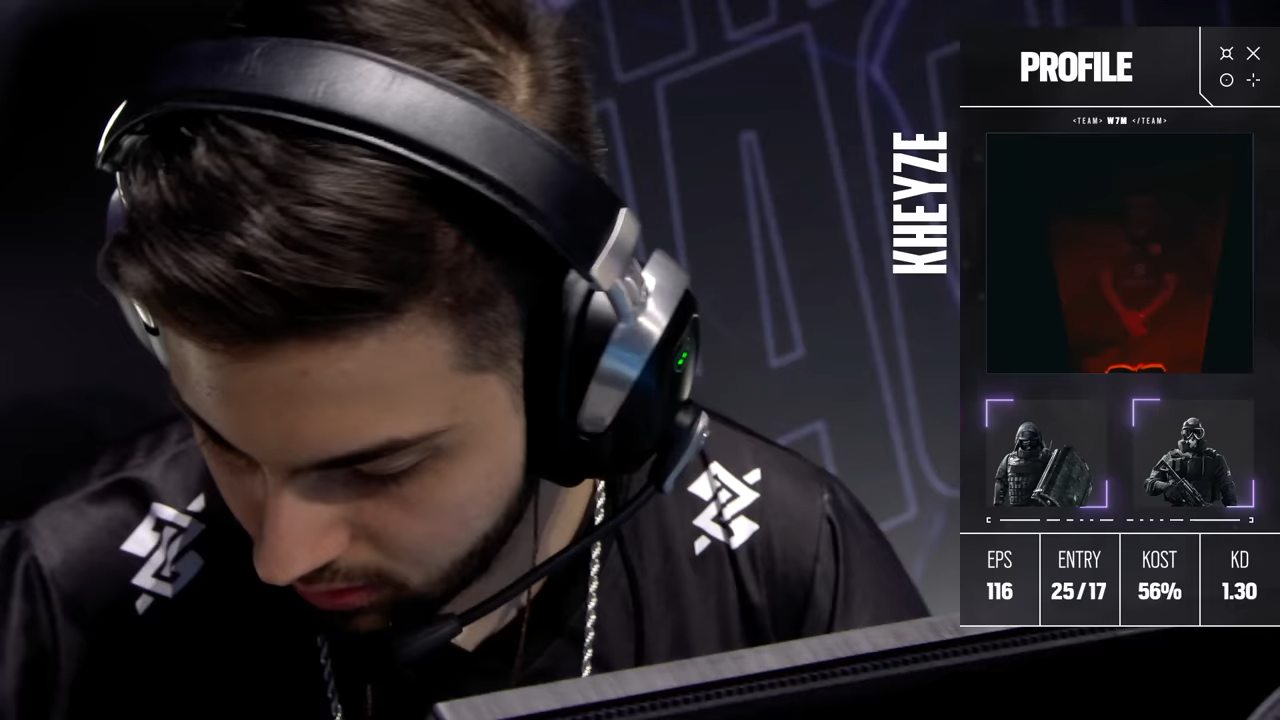 PROFILE
<TEAM> W7M </TEAM>
KHEYZE
EPS
116
ENTRY
25/17
KOST
56%
KD
1.30